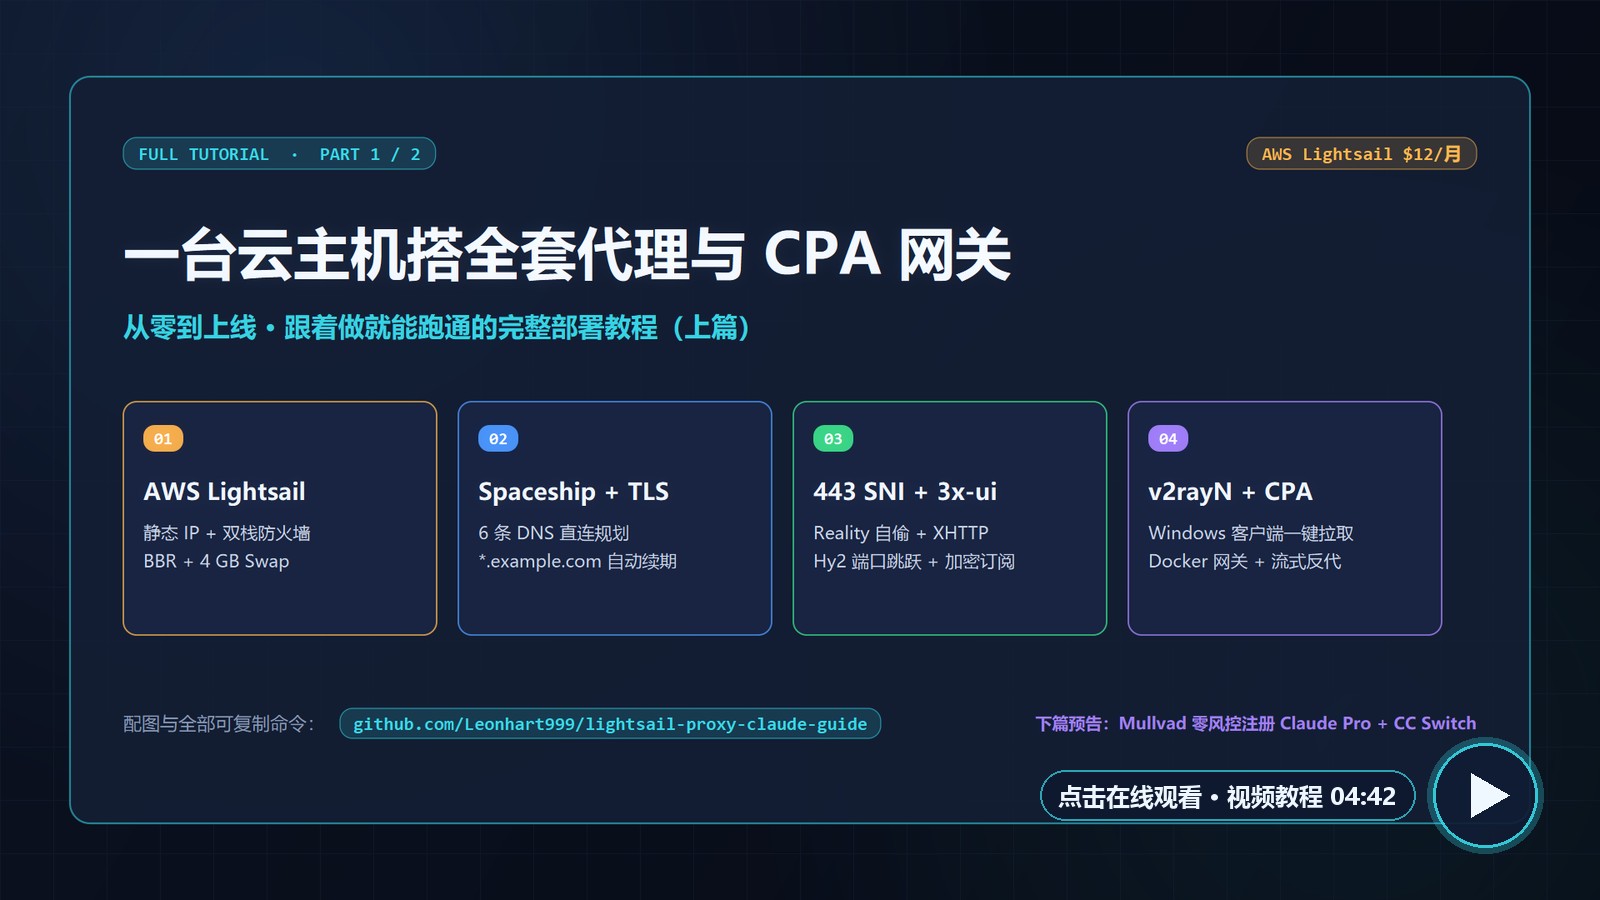 FULL TUTORIAL · PART 1 / 2
AWS Lightsail $12/月
一台云主机搭全套代理与 CPA 网关
从零到上线 • 跟着做就能跑通的完整部署教程（上篇）
01
AWS Lightsail
静态 IP + 双栈防火墙
BBR + 4 GB Swap
02
Spaceship + TLS
6 条 DNS 直连规划
*.example.com 自动续期
03
443 SNI + 3x-ui
Reality 自偷 + XHTTP
Hy2 端口跳跃 + 加密订阅
04
v2rayN + CPA
Windows 客户端一键拉取
Docker 网关 + 流式反代
配图与全部可复制命令：
github.com/Leonhart999/lightsail-proxy-claude-guide
下篇预告：Mullvad 零风控注册 Claude Pro + CC Switch
点击在线观看 • 视频教程 04:42